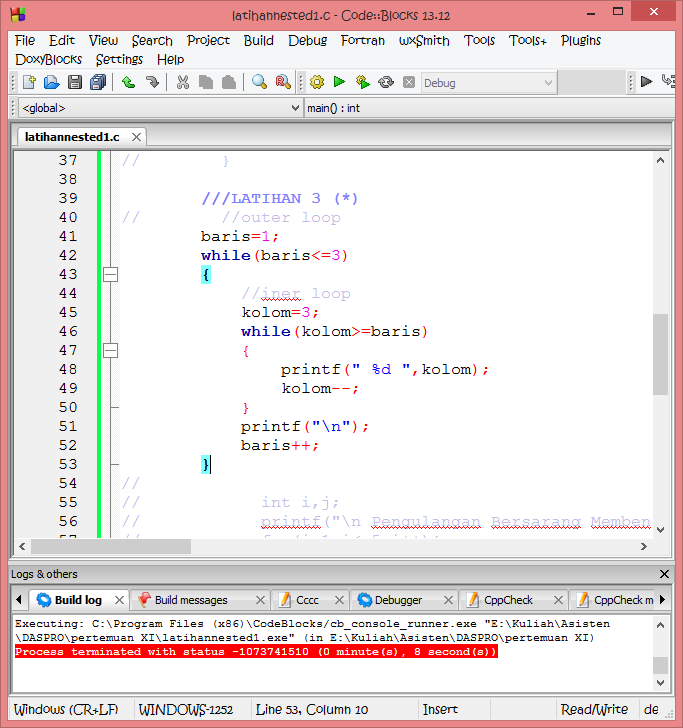 latihannested1.c - Code::Blocks 13-12
File Edit View Search Project Build Debug Fortran wxSmith Tools Tools+ Plugins
DoxyBlocks Settings Help
Debug
<global> main() : int
latihannested1.c
37 // }
38
39 ///LATIHAN 3 (*)
40 // //outer loop
41 baris=1;
42 while(baris<=3)
43 {
44 //iner loop
45 kolom=3;
46 while(kolom>=baris)
47 {
48 printf(" %d ",kolom);
49 kolom--;
50 }
51 printf("\n");
52 baris++;
53 }
54 //
55 // int i,j;
56 // printf("\n Pengulangan Bersarang Memben
Logs & others
Build log Build messages Cccc Debugger CppCheck CppCheck m
Executing: C:\Program Files (x86)\CodeBlocks/cb_console_runner.exe "E:\Kuliah\Asisten
\DASPRO\pertemuan XI\latihannested1.exe" (in E:\Kuliah\Asisten\DASPRO\pertemuan XI)
Process terminated with status -1073741510 (0 minute(s), 8 second(s))
Windows (CR+LF) WINDOWS-1252 Line 53, Column 10 Insert Read/Write de